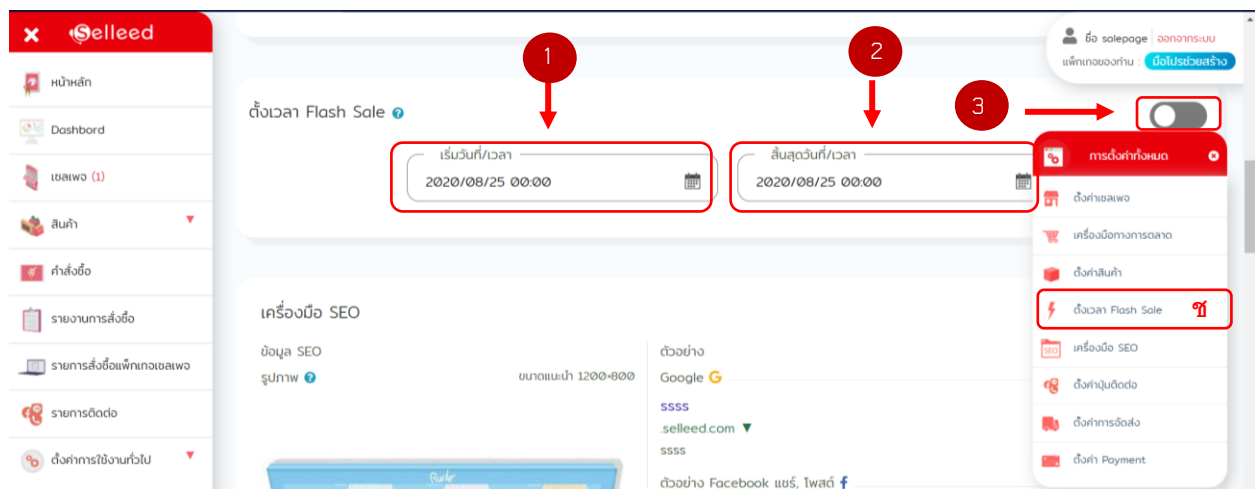 Selleed
หน้าหลัก
Dashbord
เซลเพจ (1)
สินค้า
คำสั่งซื้อ
รายงานการสั่งซื้อ
รายการสั่งซื้อแพ็กเกจเซลเพจ
รายการติดต่อ
ตั้งค่าการใช้งานทั่วไป
ชื่อ salepage ออกจากระบบ
แพ็กเกจของท่าน : มือโปรช่วยสร้าง
1
2
3
ตั้งเวลา Flash Sale
เริ่มวันที่/เวลา
2020/08/25 00:00
สิ้นสุดวันที่/เวลา
2020/08/25 00:00
การตั้งค่าทั้งหมด
ตั้งค่าเซลเพจ
เครื่องมือทางการตลาด
ตั้งค่าสินค้า
ตั้งเวลา Flash Sale ช
เครื่องมือ SEO
ตั้งค่าปุ่มติดต่อ
ตั้งค่าการจัดส่ง
ตั้งค่า Payment
เครื่องมือ SEO
ข้อมูล SEO
รูปภาพ ขนาดแนะนำ 1200*800
ตัวอย่าง
Google G
ssss
.selleed.com
ssss
ตัวอย่าง Facebook แชร์, โพสต์ f